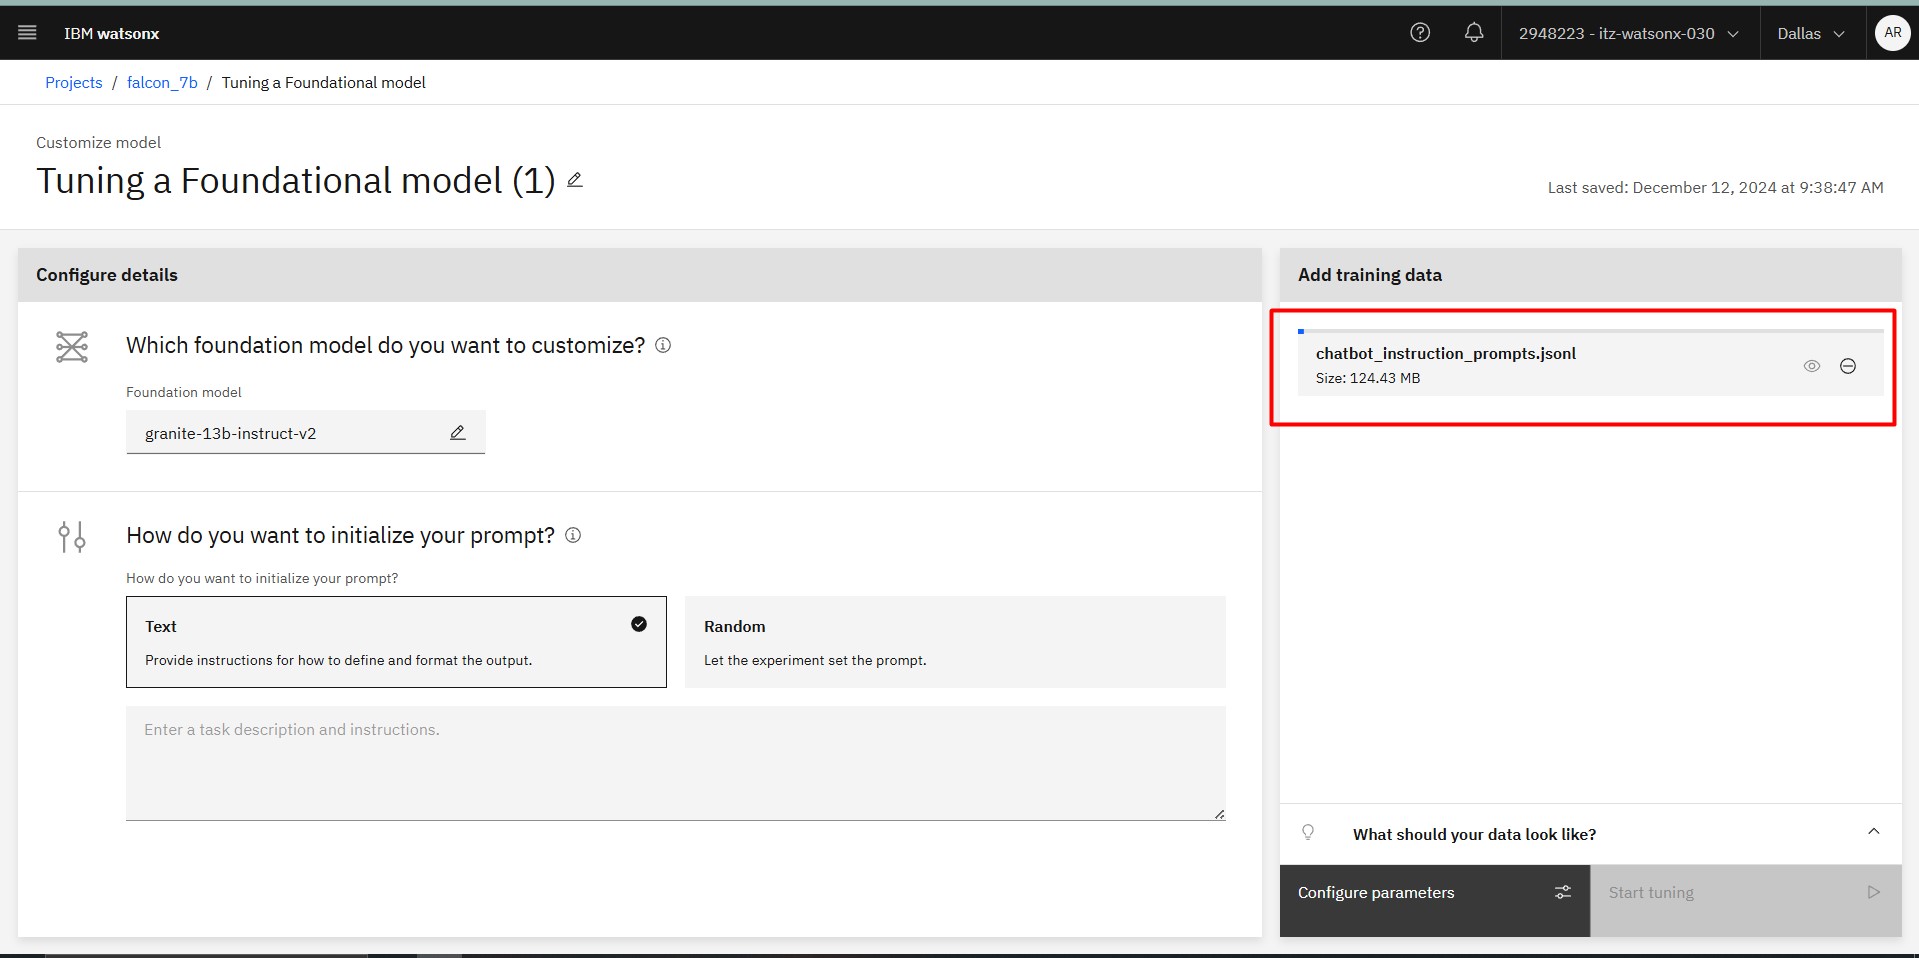 IBM watsonx
2948223 - itz-watsonx-030
Dallas
AR
Projects / falcon_7b / Tuning a Foundational model
Customize model
Tuning a Foundational model (1)
Last saved: December 12, 2024 at 9:38:47 AM
Configure details
Which foundation model do you want to customize?
Foundation model
granite-13b-instruct-v2
How do you want to initialize your prompt?
How do you want to initialize your prompt?
Text
Provide instructions for how to define and format the output.
Random
Let the experiment set the prompt.
Enter a task description and instructions.
Add training data
chatbot_instruction_prompts.jsonl
Size: 124.43 MB
What should your data look like?
Configure parameters
Start tuning